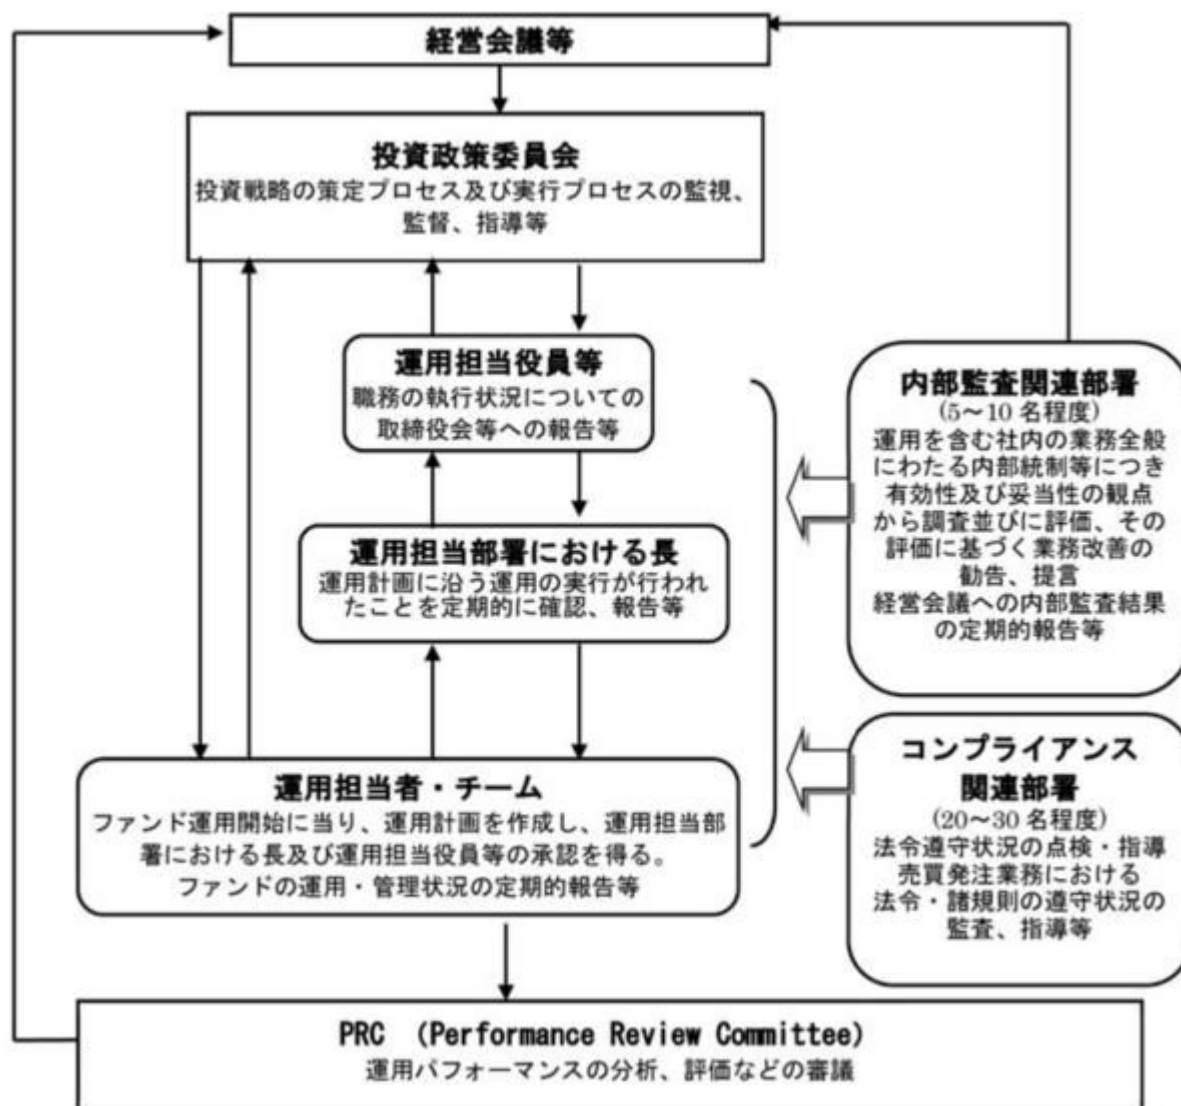 経営会議等
投資政策委員会
投資戦略の策定プロセス及び実行プロセスの監視、
監督、指導等
運用担当役員等
職務の執行状況についての
取締役会等への報告等
運用担当部署における長
運用計画に沿う運用の実行が行われ
たことを定期的に確認、報告等
運用担当者・チーム
ファンド運用開始に当り、運用計画を作成し、運用担当部
署における長及び運用担当役員等の承認を得る。
ファンドの運用・管理状況の定期的報告等
内部監査関連部署
(5～10 名程度)
運用を含む社内の業務全般
にわたる内部統制等につき
有効性及び妥当性の観点
から調査並びに評価、その
評価に基づく業務改善の
勧告、提言
経営会議への内部監査結果
の定期的報告等
コンプライアンス
関連部署
(20～30 名程度)
法令遵守状況の点検・指導
売買発注業務における
法令・諸規則の遵守状況の
監査、指導等
PRC （Performance Review Committee)
運用パフォーマンスの分析、評価などの審議